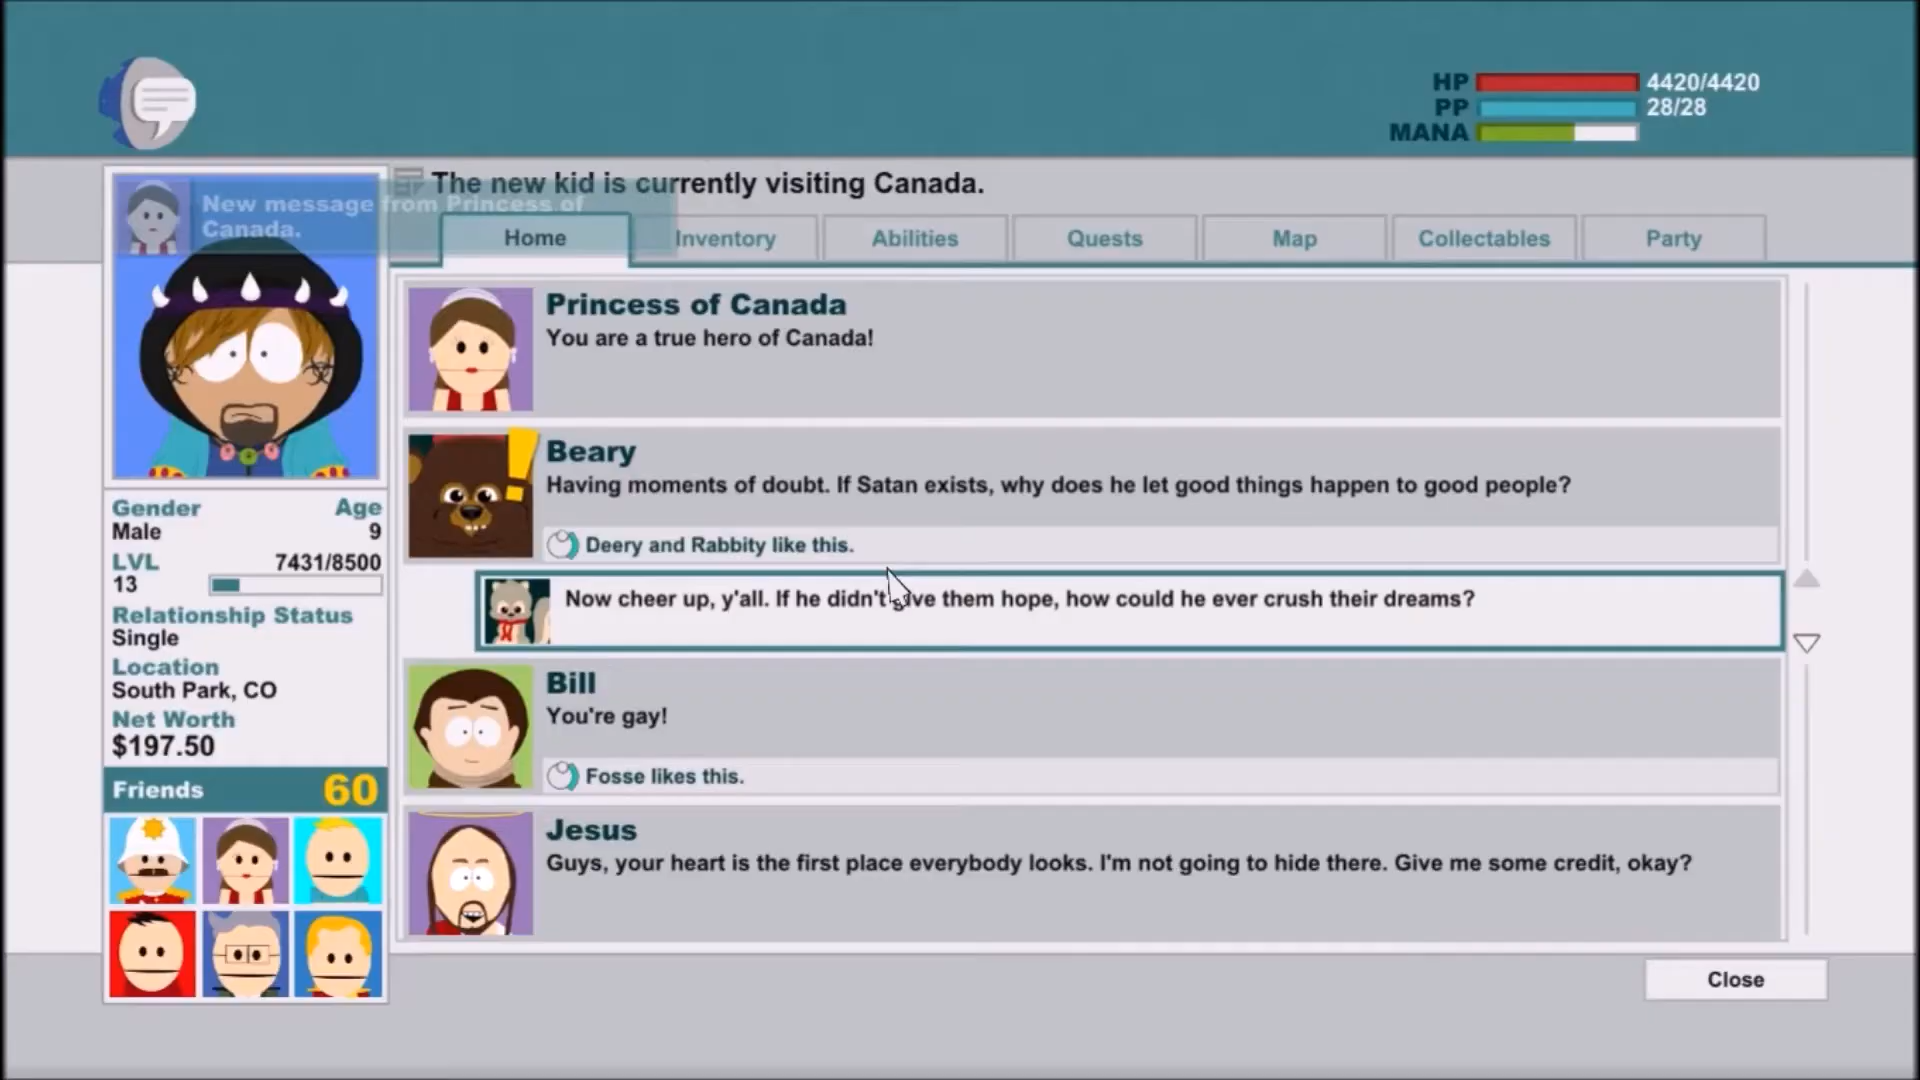 HP 4420/4420
PP 28/28
MANA
The new kid is currently visiting Canada.
New message from Princess of
Canada.
Home
Inventory
Abilities
Quests
Map
Collectables
Party
Princess of Canada
You are a true hero of Canada!
Beary
Having moments of doubt. If Satan exists, why does he let good things happen to good people?
Deery and Rabbity like this.
Now cheer up, y'all. If he didn't give them hope, how could he ever crush their dreams?
Bill
You're gay!
Fosse likes this.
Jesus
Guys, your heart is the first place everybody looks. I'm not going to hide there. Give me some credit, okay?
Gender Age
Male 9
LVL 7431/8500
13
Relationship Status
Single
Location
South Park, CO
Net Worth
$197.50
Friends 60
Close